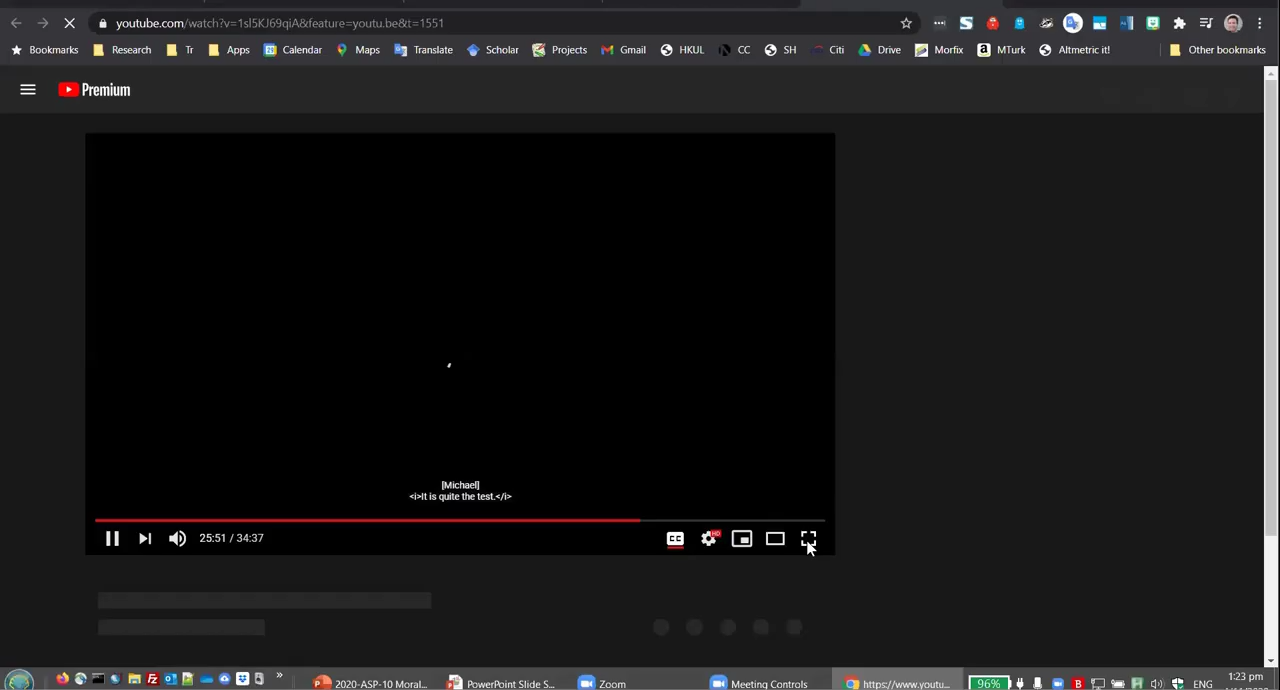 youtube.com/watch?v=1sl5KJ69qiA&feature=youtu.be&t=1551
Bookmarks Research Tr Apps Calendar Maps Translate Scholar Projects Gmail HKUL CC SH Citi Drive Morfix MTurk Altmetric it! Other bookmarks
Premium
[Michael]
<i>It is quite the test.</i>
25:51 / 34:37
CC HD
2020-ASP-10 Moral... PowerPoint Slide S... Zoom Meeting Controls https://www.youtu... 96% ENG 1:23 pm